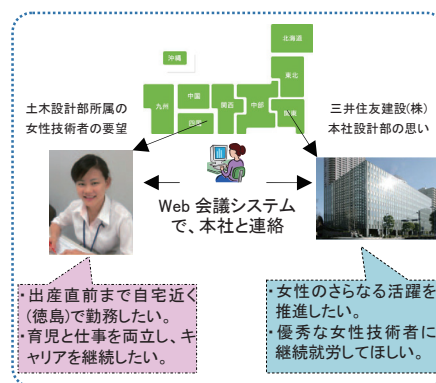 北海道
沖縄
東北
土木設計部所属の
女性技術者の要望
九州
中国
関西
中部
関東
四国
三井住友建設(株)
本社設計部の思い
Web 会議システム
で、本社と連絡
・出産直前まで自宅近く
(徳島)で勤務したい。
・育児と仕事を両立し、キ
ャリアを継続したい。
・女性のさらなる活躍を
推進したい。
・優秀な女性技術者に
継続就労してほしい。